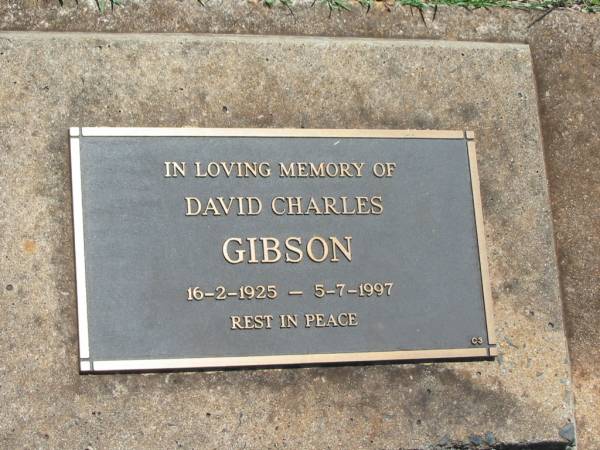 IN LOVING MEMORY OF
DAVID CHARLES
GIBSON
16-2-1925 — 5-7-1997
REST IN PEACE
C3